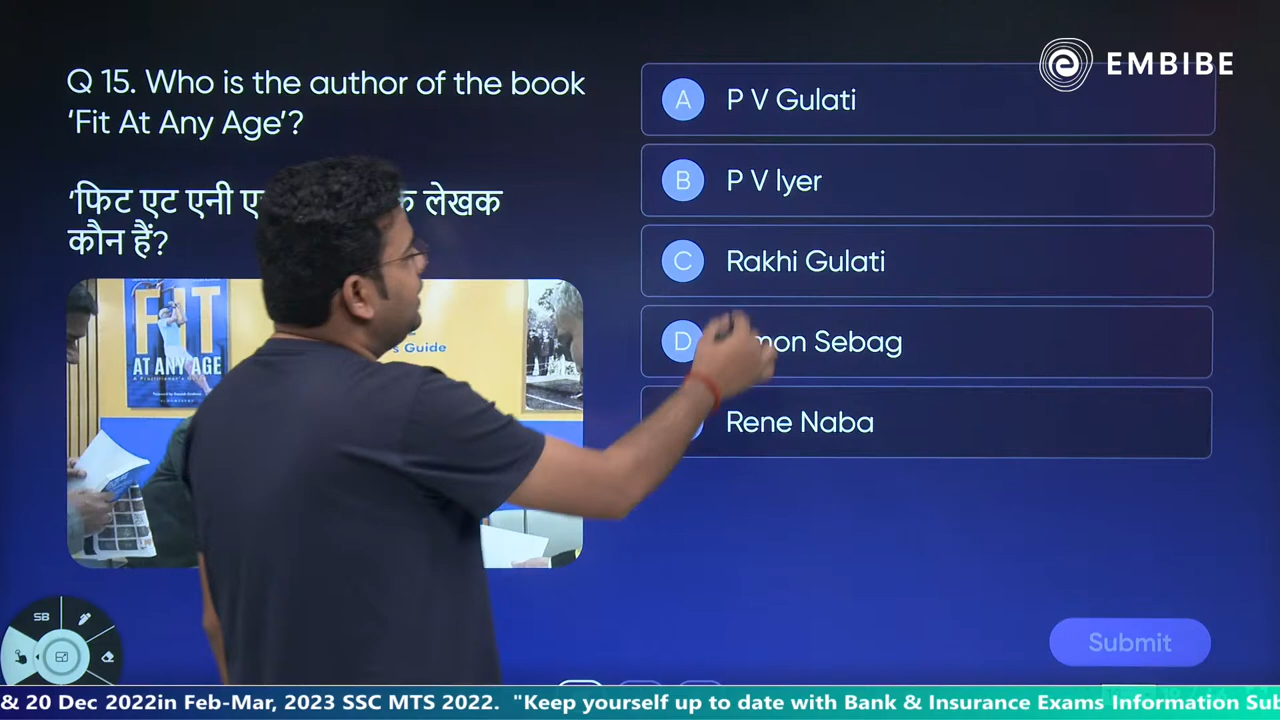 EMBIBE
Q 15. Who is the author of the book
'Fit At Any Age'?
'फिट एट एनी
लेखक
कौन हैं?
FIT
AT ANY AGE
s Guide
A P V Gulati
B P V Iyer
C Rakhi Gulati
D Sebag
Rene Naba
SB
Submit
& 20 Dec 2022in Feb-Mar, 2023 SSC MTS 2022. "Keep yourself up to date with Bank & Insurance Exams Information Sub